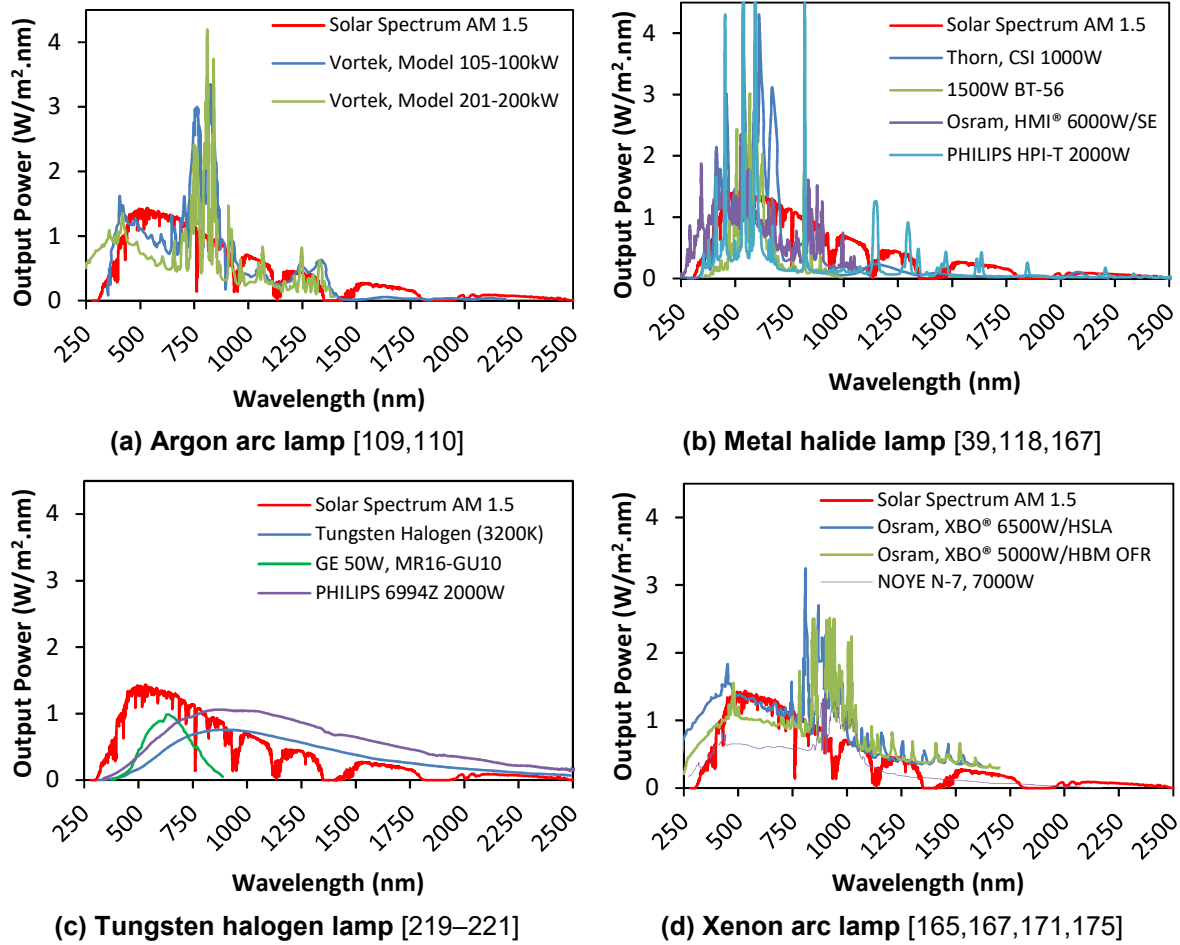 Output Power (W/m².nm)
4
3
2
1
0
Solar Spectrum AM 1.5
Vortek, Model 105-100kW
Vortek, Model 201-200kW
250
500
750
1000
1250
1500
1750
2000
2250
2500
Wavelength (nm)
(a) Argon arc lamp [109,110]
Output Power (W/m².nm)
4
3
2
1
0
Solar Spectrum AM 1.5
Thorn, CSI 1000W
1500W BT-56
Osram, HMI® 6000W/SE
PHILIPS HPI-T 2000W
250
500
750
1000
1250
1500
1750
2000
2250
2500
Wavelength (nm)
(b) Metal halide lamp [39,118,167]
Output Power (W/m².nm)
4
3
2
1
0
Solar Spectrum AM 1.5
Tungsten Halogen (3200K)
GE 50W, MR16-GU10
PHILIPS 6994Z 2000W
250
500
750
1000
1250
1500
1750
2000
2250
2500
Wavelength (nm)
(c) Tungsten halogen lamp [219–221]
Output Power (W/m².nm)
4
3
2
1
0
Solar Spectrum AM 1.5
Osram, XBO® 6500W/HSLA
Osram, XBO® 5000W/HBM OFR
NOYE N-7, 7000W
250
500
750
1000
1250
1500
1750
2000
2250
2500
Wavelength (nm)
(d) Xenon arc lamp [165,167,171,175]